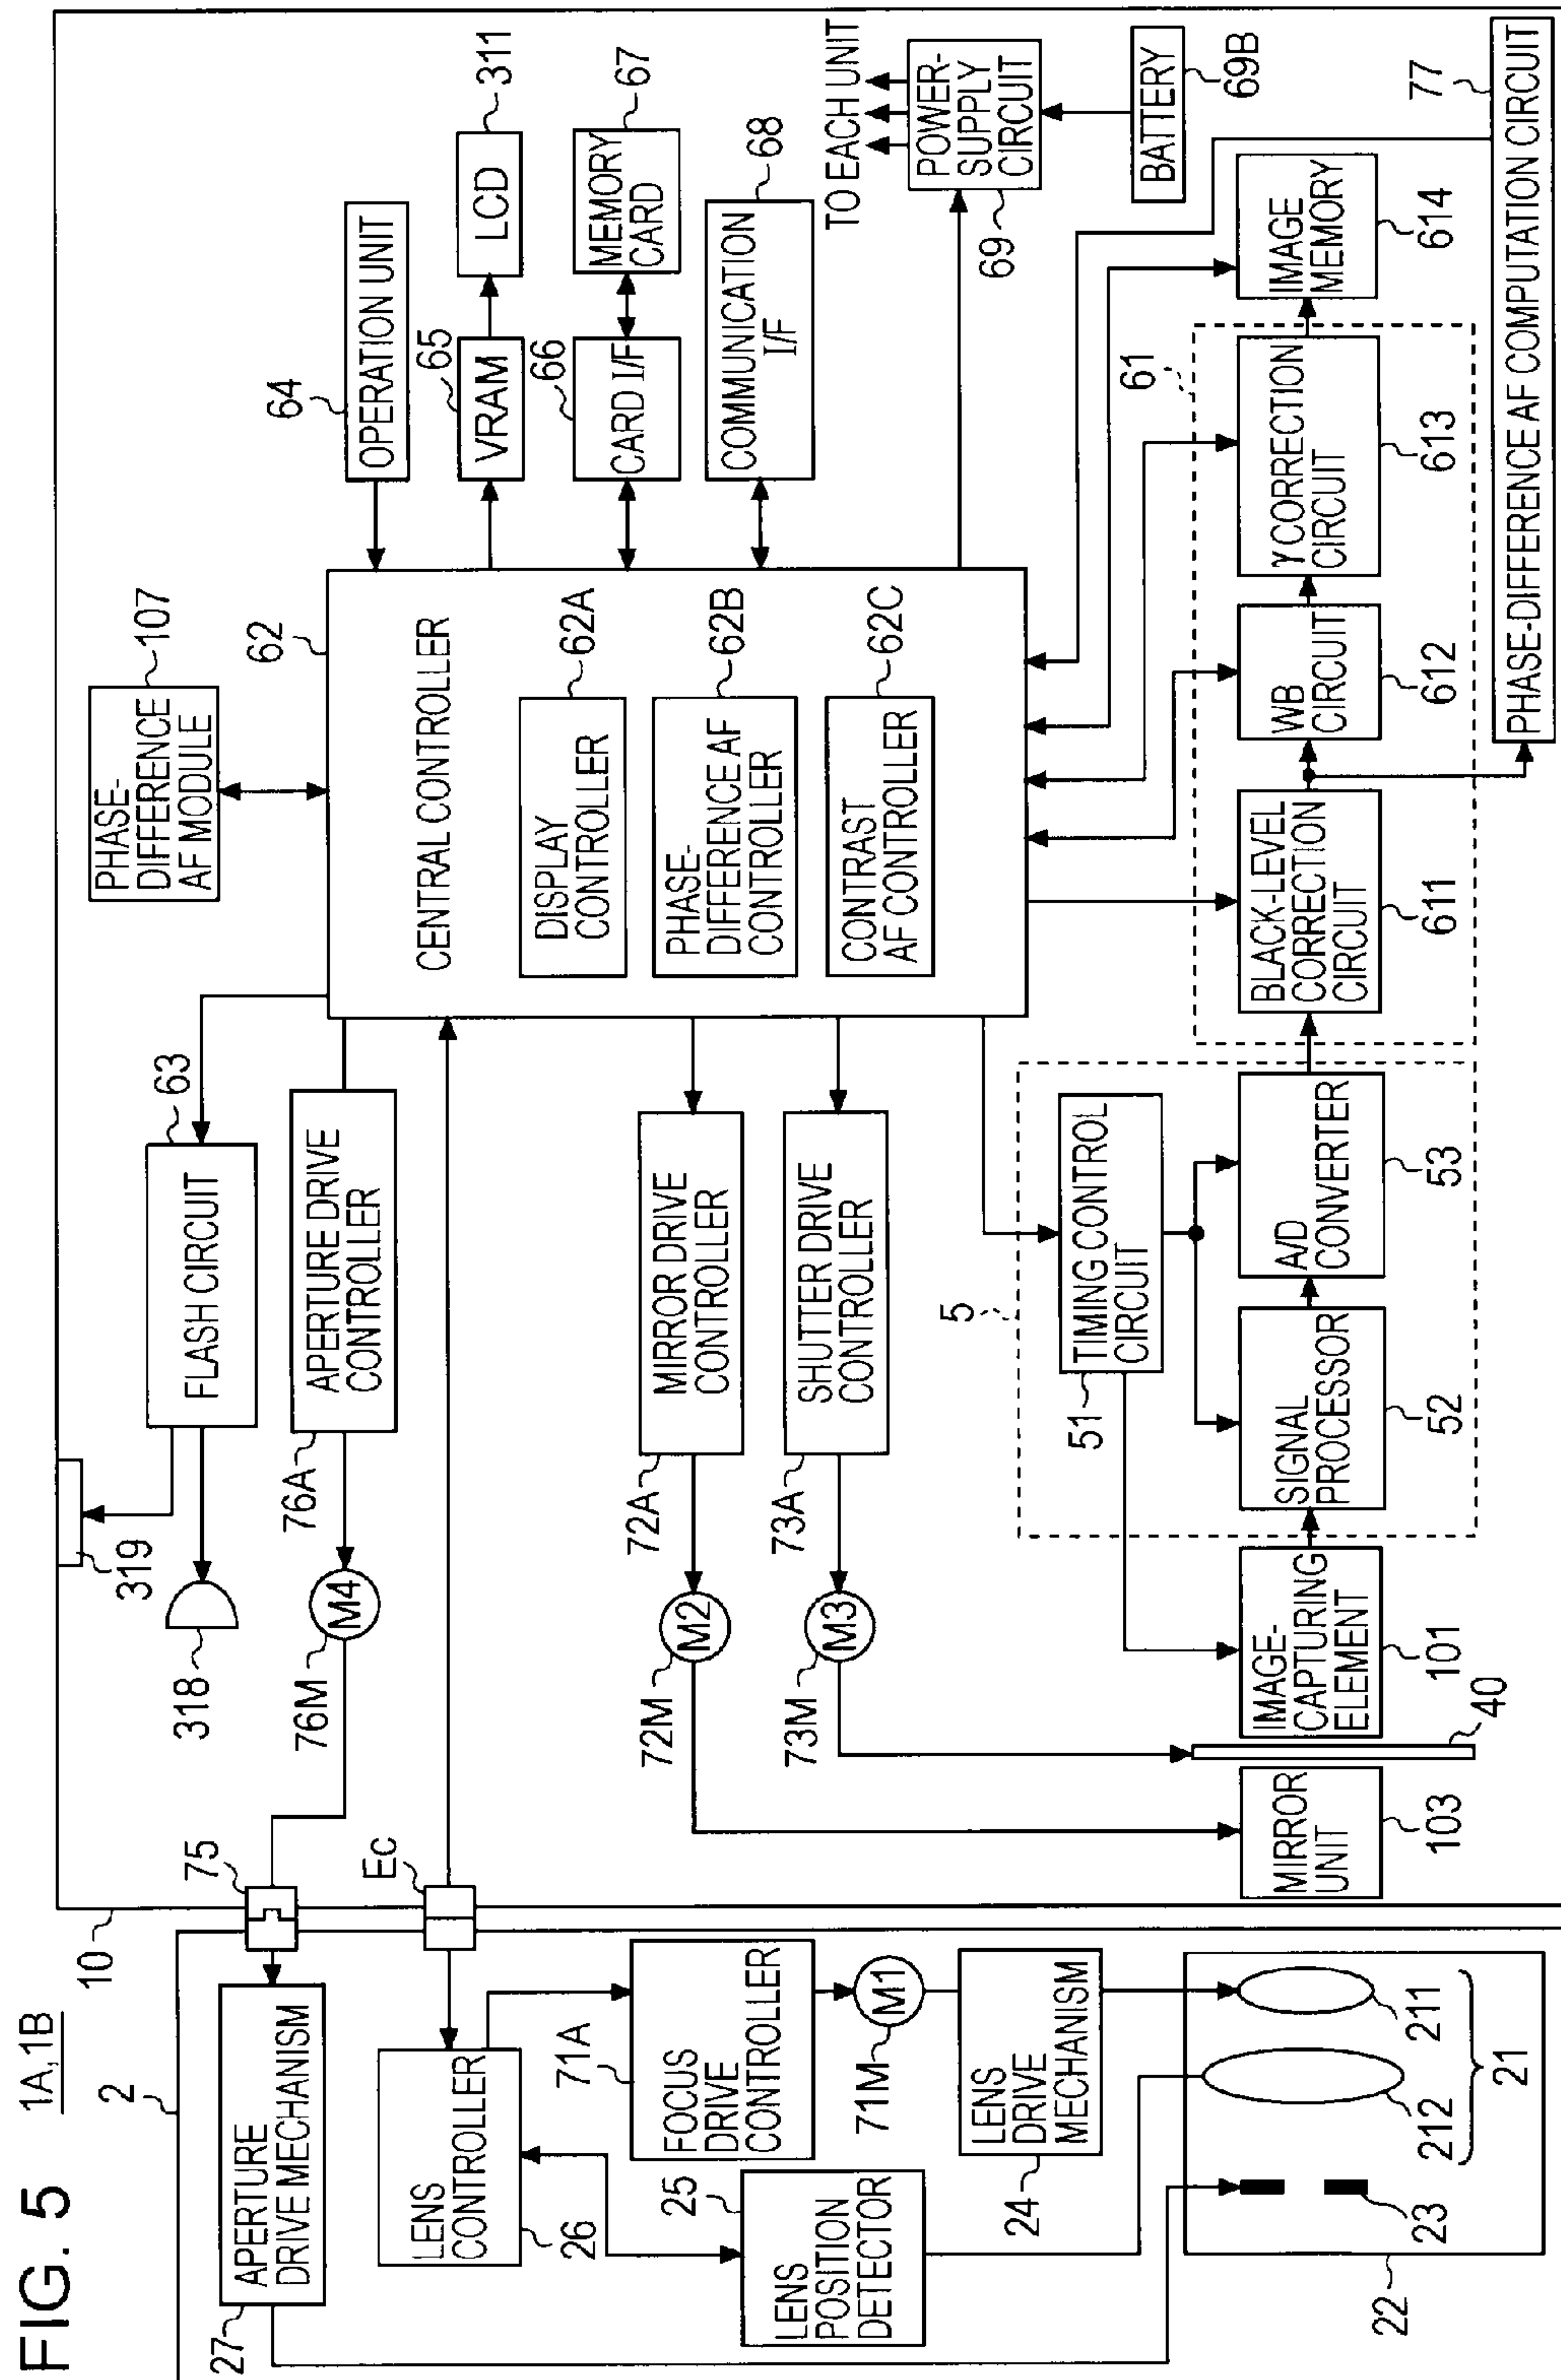 FIG. 5
1A,1B
2
10
75
Ec
27
APERTURE
DRIVE MECHANISM
LENS
CONTROLLER
26
71A
FOCUS
DRIVE
CONTROLLER
25
LENS
POSITION
DETECTOR
M1
71M
LENS
DRIVE
MECHANISM
24
211
212
21
23
22
319
318
63
FLASH CIRCUIT
76A
APERTURE DRIVE
CONTROLLER
M4
76M
72A
MIRROR DRIVE
CONTROLLER
M2
72M
73A
SHUTTER DRIVE
CONTROLLER
M3
73M
PHASE-
DIFFERENCE
AF MODULE
107
62
CENTRAL CONTROLLER
DISPLAY
CONTROLLER
62A
PHASE-
DIFFERENCE AF
CONTROLLER
62B
CONTRAST
AF CONTROLLER
62C
64
OPERATION UNIT
65
VRAM
LCD
311
66
CARD I/F
MEMORY
CARD
67
COMMUNICATION
I/F
68
TO EACH UNIT
POWER-
SUPPLY
CIRCUIT
69
BATTERY
69B
5
51
TIMING CONTROL
CIRCUIT
MIRROR
UNIT
103
40
IMAGE-
CAPTURING
ELEMENT
101
SIGNAL
PROCESSOR
52
A/D
CONVERTER
53
61
BLACK-LEVEL
CORRECTION
CIRCUIT
611
WB
CIRCUIT
612
γ CORRECTION
CIRCUIT
613
IMAGE
MEMORY
614
PHASE-DIFFERENCE AF COMPUTATION CIRCUIT
77